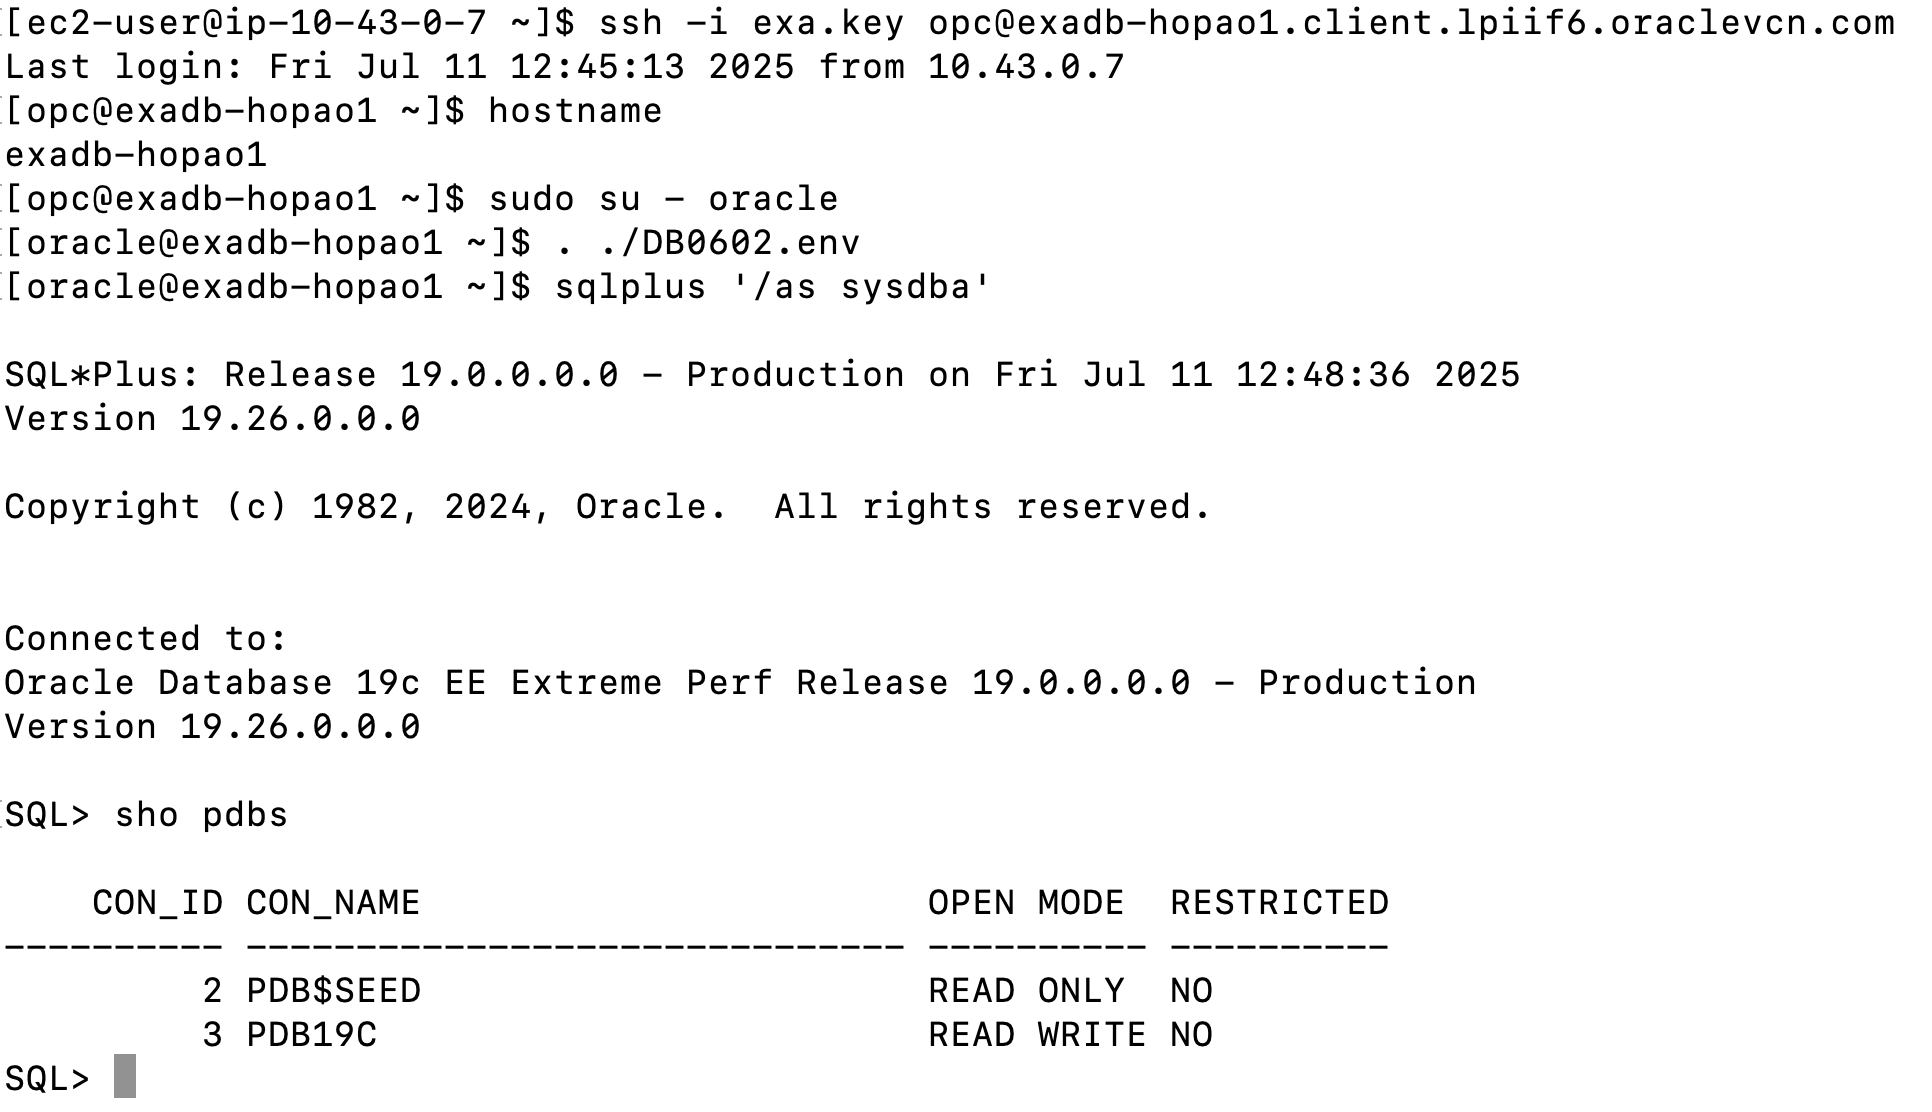 [ec2-user@ip-10-43-0-7 ~]$ ssh -i exa.key opc@exadb-hopao1.client.lpiif6.oraclevcn.com
Last login: Fri Jul 11 12:45:13 2025 from 10.43.0.7
[opc@exadb-hopao1 ~]$ hostname
exadb-hopao1
[opc@exadb-hopao1 ~]$ sudo su - oracle
[oracle@exadb-hopao1 ~]$ . ./DB0602.env
[oracle@exadb-hopao1 ~]$ sqlplus '/as sysdba'

SQL*Plus: Release 19.0.0.0.0 - Production on Fri Jul 11 12:48:36 2025
Version 19.26.0.0.0

Copyright (c) 1982, 2024, Oracle.  All rights reserved.


Connected to:
Oracle Database 19c EE Extreme Perf Release 19.0.0.0.0 - Production
Version 19.26.0.0.0

SQL> sho pdbs

    CON_ID CON_NAME                       OPEN MODE  RESTRICTED
---------- ------------------------------ ---------- ----------
         2 PDB$SEED                       READ ONLY  NO
         3 PDB19C                         READ WRITE NO
SQL>